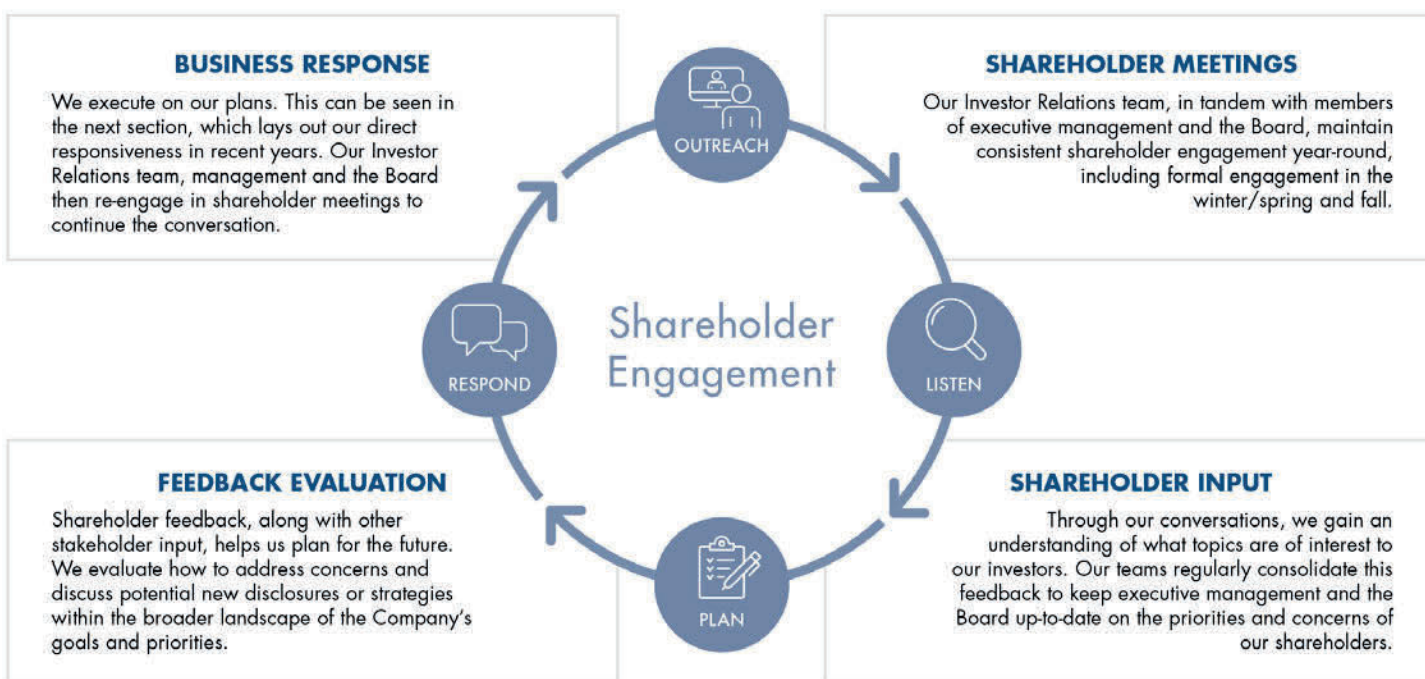 BUSINESS RESPONSE
We execute on our plans. This can be seen in
the next section, which lays out our direct
responsiveness in recent years. Our Investor
Relations team, management and the Board
then re-engage in shareholder meetings to
continue the conversation.
OUTREACH
SHAREHOLDER MEETINGS
Our Investor Relations team, in tandem with members
of executive management and the Board, maintain
consistent shareholder engagement year-round,
including formal engagement in the
winter/spring and fall.
RESPOND
Shareholder
Engagement
LISTEN
FEEDBACK EVALUATION
Shareholder feedback, along with other
stakeholder input, helps us plan for the future.
We evaluate how to address concerns and
discuss potential new disclosures or strategies
within the broader landscape of the Company’s
goals and priorities.
PLAN
SHAREHOLDER INPUT
Through our conversations, we gain an
understanding of what topics are of interest to
our investors. Our teams regularly consolidate this
feedback to keep executive management and the
Board up-to-date on the priorities and concerns of
our shareholders.